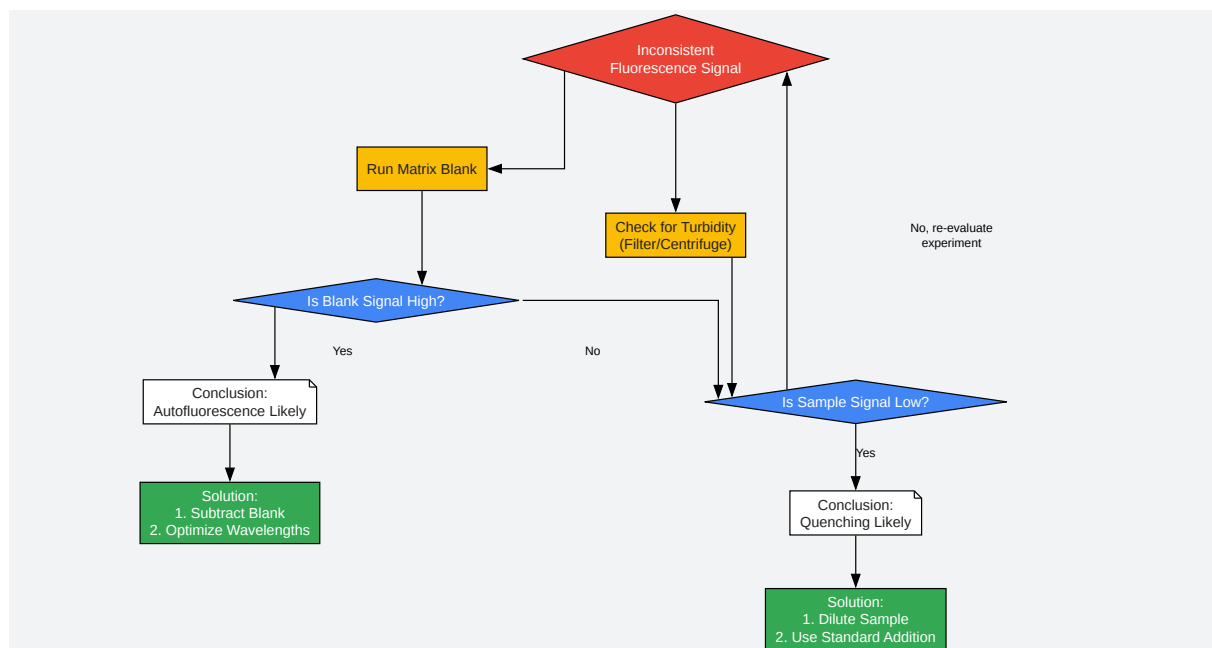 Inconsistent
Fluorescence Signal
Run Matrix Blank
Check for Turbidity
(Filter/Centrifuge)
No, re-evaluate
experiment
Is Blank Signal High?
Yes
No
Conclusion:
Autofluorescence Likely
Is Sample Signal Low?
Yes
Solution:
1. Subtract Blank
2. Optimize Wavelengths
Conclusion:
Quenching Likely
Solution:
1. Dilute Sample
2. Use Standard Addition